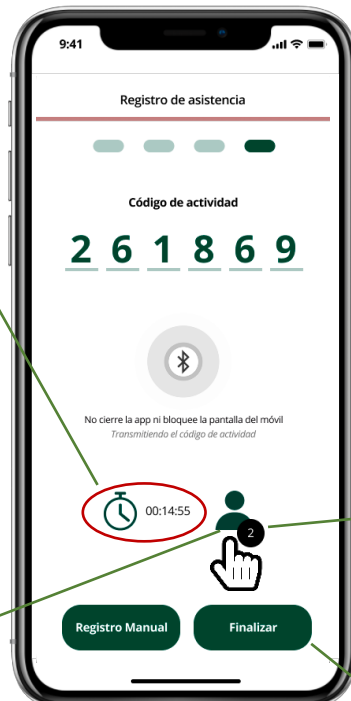 9:41
Registro de asistencia
Código de actividad
2 6 1 8 6 9
No cierre la app ni bloquee la pantalla del móvil
Transmitiendo el código de actividad
00:14:55
2
Registro Manual
Finalizar